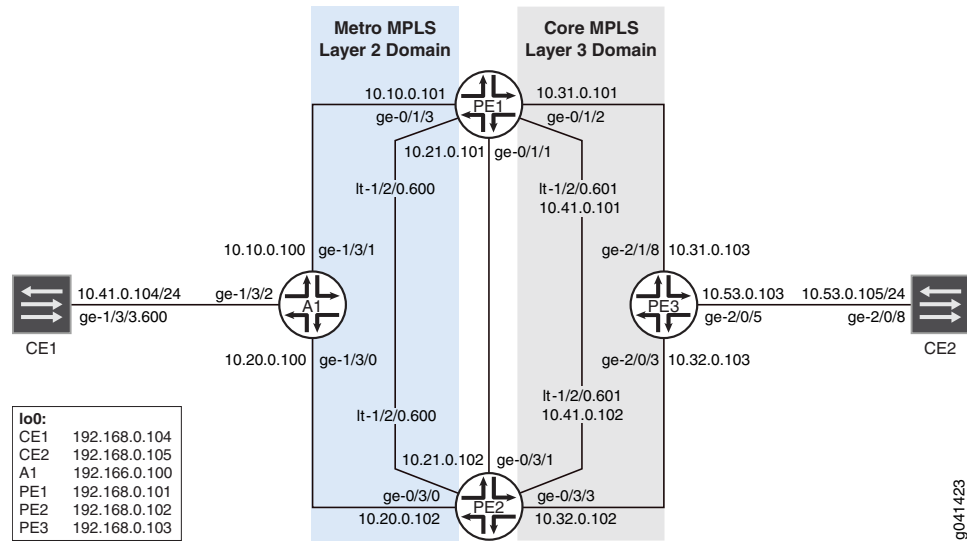 Metro MPLS
Layer 2 Domain
Core MPLS
Layer 3 Domain
10.10.0.101
10.31.0.101
PE1
ge-0/1/3
ge-0/1/2
10.21.0.101
ge-0/1/1
lt-1/2/0.600
lt-1/2/0.601
10.41.0.101
10.10.0.100
ge-1/3/1
ge-2/1/8
10.31.0.103
10.41.0.104/24
ge-1/3/2
10.53.0.103
10.53.0.105/24
A1
PE3
ge-1/3/3.600
ge-2/0/5
ge-2/0/8
CE1
CE2
10.20.0.100
ge-1/3/0
ge-2/0/3
10.32.0.103
lt-1/2/0.600
lt-1/2/0.601
10.41.0.102
lo0:
CE1 192.168.0.104
CE2 192.168.0.105
A1 192.166.0.100
PE1 192.168.0.101
PE2 192.168.0.102
PE3 192.168.0.103
10.21.0.102
ge-0/3/1
ge-0/3/0
ge-0/3/3
PE2
10.20.0.102
10.32.0.102
g041423